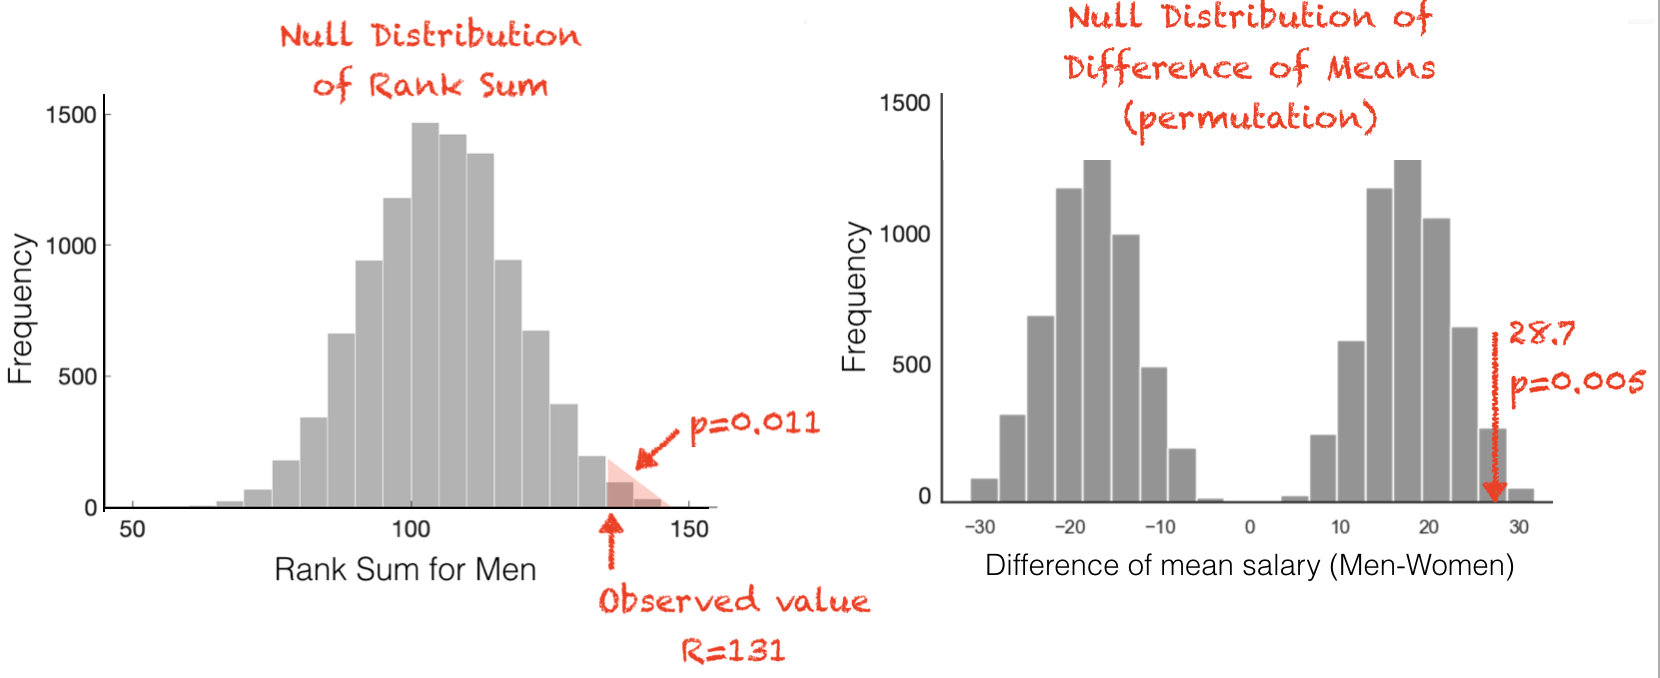 Null Distribution
of Rank Sum
1500
1000
500
0
Frequency
50
100
150
Rank Sum for Men
p=0.011
Observed value
R=131
Null Distribution of
Difference of Means
(permutation)
1500
1000
500
0
Frequency
28.7
p=0.005
−30
−20
−10
0
10
20
30
Difference of mean salary (Men-Women)